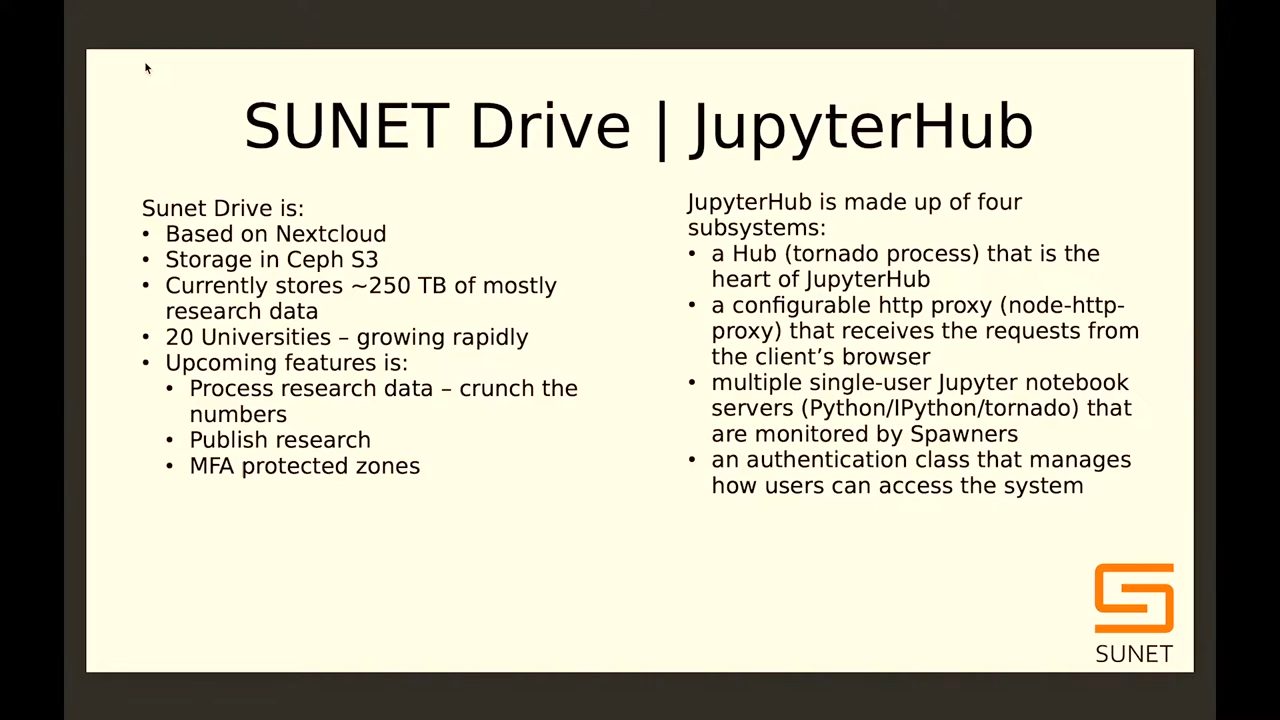 SUNET Drive | JupyterHub
Sunet Drive is:
• Based on Nextcloud
• Storage in Ceph S3
• Currently stores ~250 TB of mostly
research data
• 20 Universities – growing rapidly
• Upcoming features is:
• Process research data – crunch the
numbers
• Publish research
• MFA protected zones
JupyterHub is made up of four
subsystems:
• a Hub (tornado process) that is the
heart of JupyterHub
• a configurable http proxy (node-http-
proxy) that receives the requests from
the client’s browser
• multiple single-user Jupyter notebook
servers (Python/IPython/tornado) that
are monitored by Spawners
• an authentication class that manages
how users can access the system
SUNET